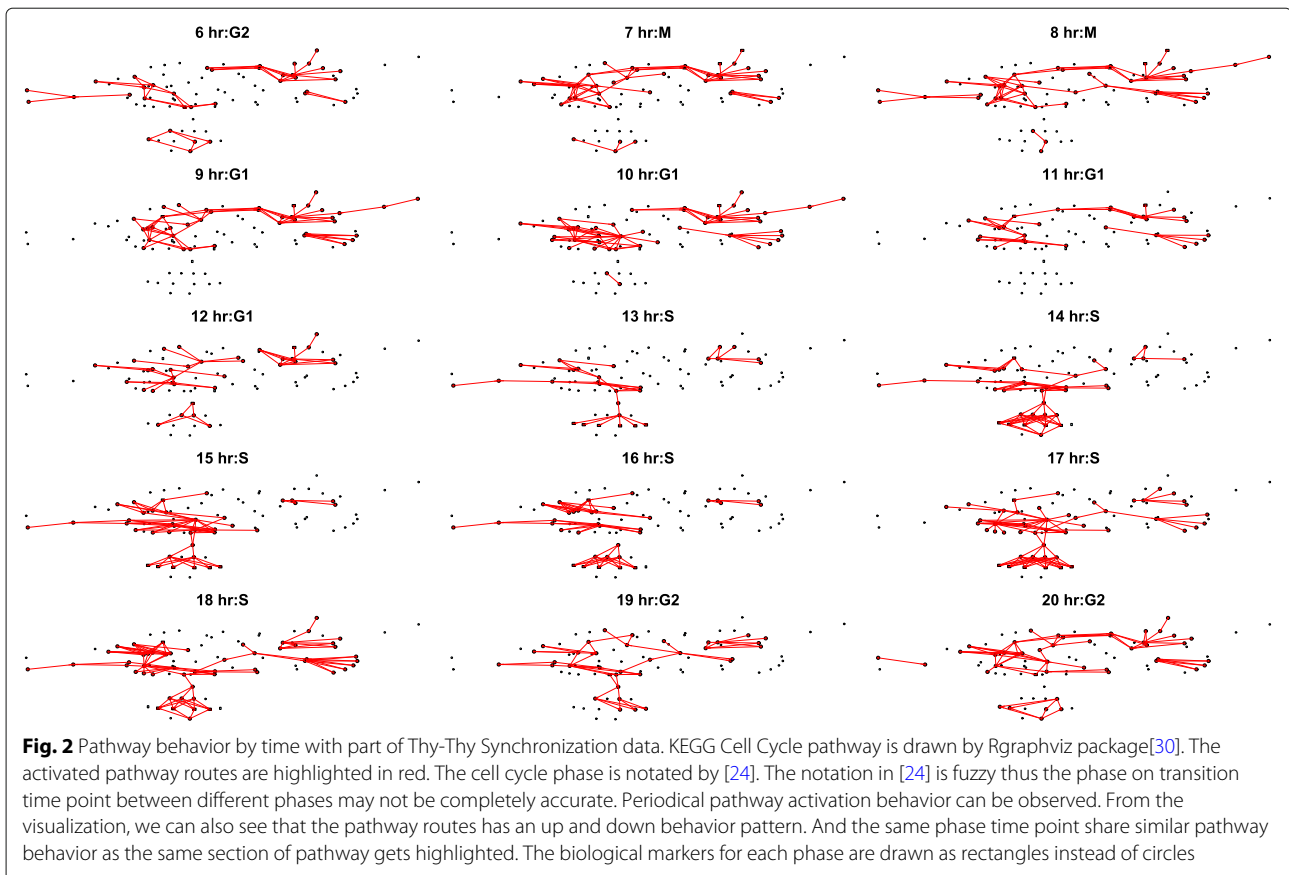 6 hr:G2
7 hr:M
8 hr:M
9 hr:G1
10 hr:G1
11 hr:G1
12 hr:G1
13 hr:S
14 hr:S
15 hr:S
16 hr:S
17 hr:S
18 hr:S
19 hr:G2
20 hr:G2
Fig. 2 Pathway behavior by time with part of Thy-Thy Synchronization data. KEGG Cell Cycle pathway is drawn by Rgraphviz package[30]. The
activated pathway routes are highlighted in red. The cell cycle phase is notated by [24]. The notation in [24] is fuzzy thus the phase on transition
time point between different phases may not be completely accurate. Periodical pathway activation behavior can be observed. From the
visualization, we can also see that the pathway routes has an up and down behavior pattern. And the same phase time point share similar pathway
behavior as the same section of pathway gets highlighted. The biological markers for each phase are drawn as rectangles instead of circles